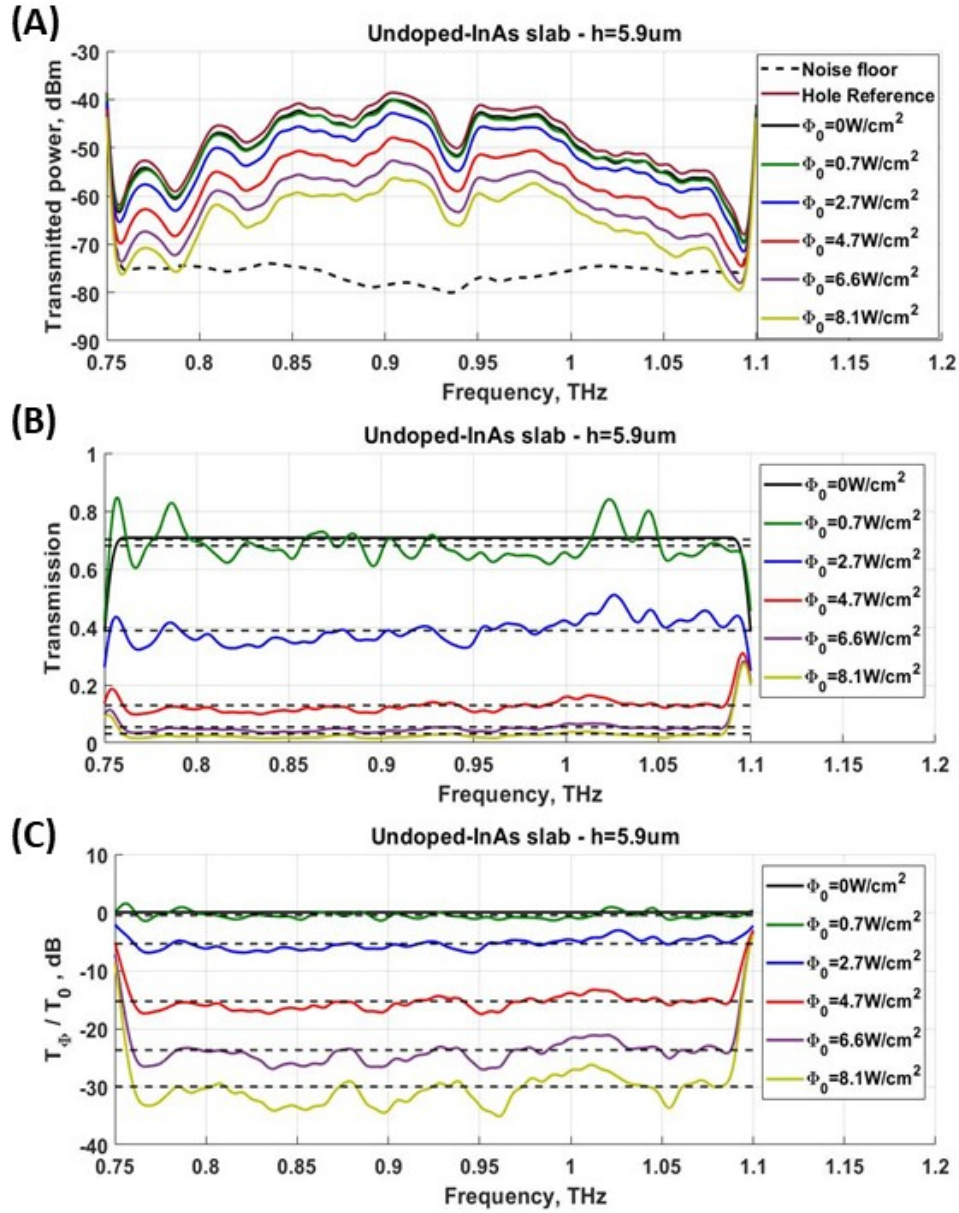 (A)
Undoped-InAs slab - h=5.9um
Transmitted power, dBm
-30
-40
-50
-60
-70
-80
-90
0.75 0.8 0.85 0.9 0.95 1 1.05 1.1 1.15 1.2
Frequency, THz
Noise floor
Hole Reference
Φ0=0W/cm2
Φ0=0.7W/cm2
Φ0=2.7W/cm2
Φ0=4.7W/cm2
Φ0=6.6W/cm2
Φ0=8.1W/cm2
(B)
Undoped-InAs slab - h=5.9um
Transmission
1
0.8
0.6
0.4
0.2
0
0.75 0.8 0.85 0.9 0.95 1 1.05 1.1 1.15 1.2
Frequency, THz
Φ0=0W/cm2
Φ0=0.7W/cm2
Φ0=2.7W/cm2
Φ0=4.7W/cm2
Φ0=6.6W/cm2
Φ0=8.1W/cm2
(C)
Undoped-InAs slab - h=5.9um
TΦ / T0 , dB
10
0
-10
-20
-30
-40
0.75 0.8 0.85 0.9 0.95 1 1.05 1.1 1.15 1.2
Frequency, THz
Φ0=0W/cm2
Φ0=0.7W/cm2
Φ0=2.7W/cm2
Φ0=4.7W/cm2
Φ0=6.6W/cm2
Φ0=8.1W/cm2